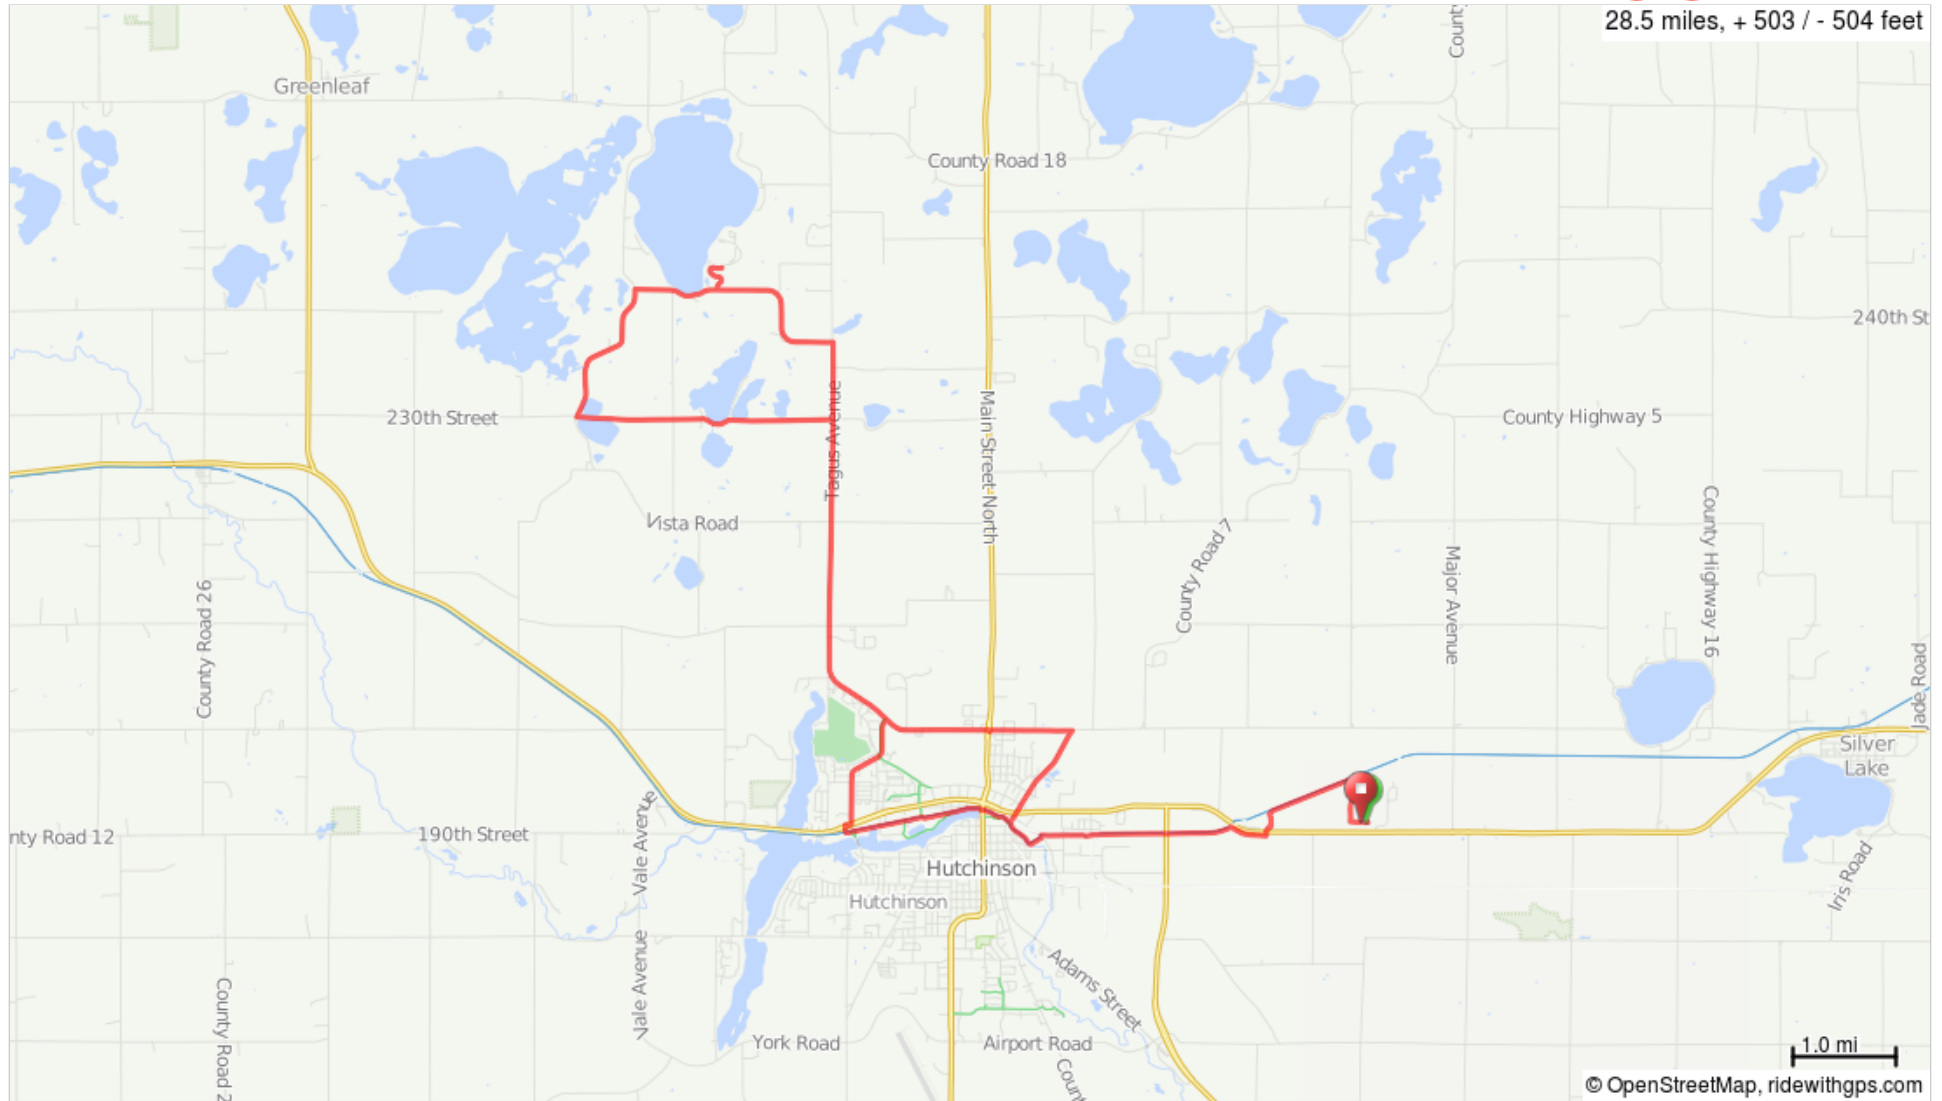 Coun
28.5 miles, + 503 / - 504 feet
Greenleaf
County Road 18
240th St
Tagus Avenue
Main Street North
230th Street
County Highway 5
Vista Road
County Road 7
County Highway 16
Major Avenue
County Road 26
Jade Road
Silver
Lake
nty Road 12
190th Street
Vale Avenue
Hutchinson
Hutchinson
Iris Road
Vale Avenue
Adams Street
County Road 2
York Road
Airport Road
Count
1.0 mi
© OpenStreetMap, ridewithgps.com